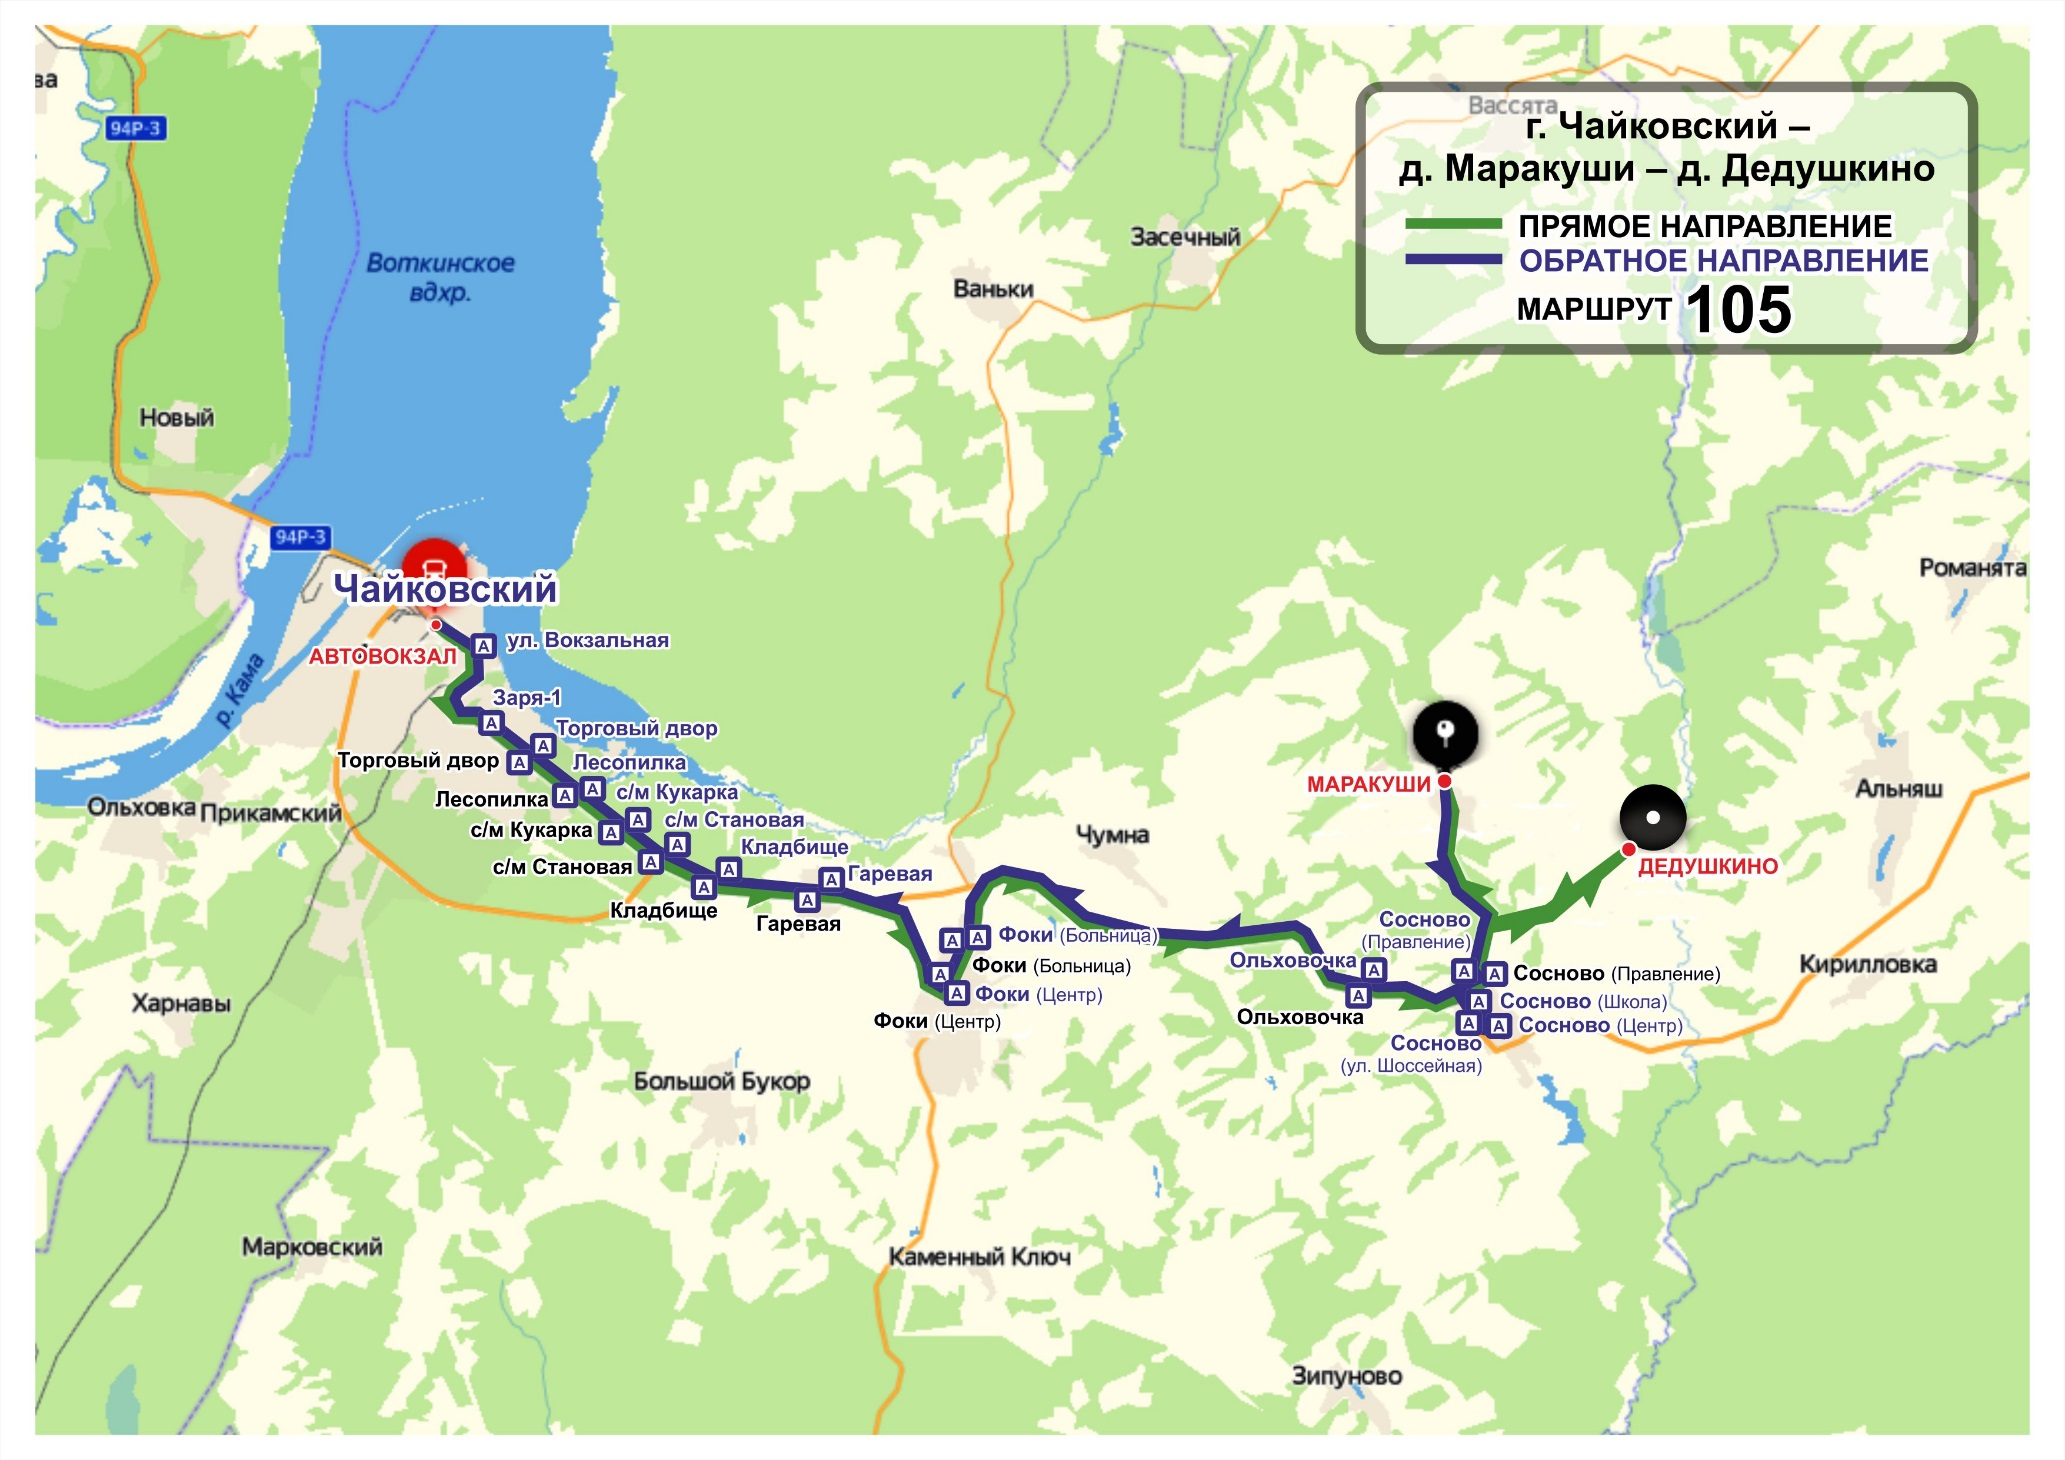 ва
94Р-3
Воткинское
вдхр.
Новый
94Р-3
Вассята
г. Чайковский –
д. Маракуши – д. Дедушкино
ПРЯМОЕ НАПРАВЛЕНИЕ
ОБРАТНОЕ НАПРАВЛЕНИЕ
МАРШРУТ 105
Засечный
Ваньки
Романята
Чайковский
АВТОВОКЗАЛ
А ул. Вокзальная
р. Кама
Заря-1
А
А Торговый двор
Торговый двор А
Лесопилка
А
Лесопилка А
с/м Кукарка
А
с/м Кукарка А
с/м Становая
А
с/м Становая А
Кладбище
А
А
Кладбище
А Гаревая
А
Гаревая
Ольховка
Прикамский
Чумна
МАРАКУШИ
ДЕДУШКИНО
Альняш
А А Фоки (Больница)
Фоки (Больница)
А
А Фоки (Центр)
Фоки (Центр)
Ольховочка
А
А
Ольховочка
Сосново
(Правление)
А А Сосново (Правление)
А Сосново (Школа)
А А Сосново (Центр)
Сосново
(ул. Шоссейная)
Кирилловка
Харнавы
Большой Букор
Марковский
Каменный Ключ
Зипуново